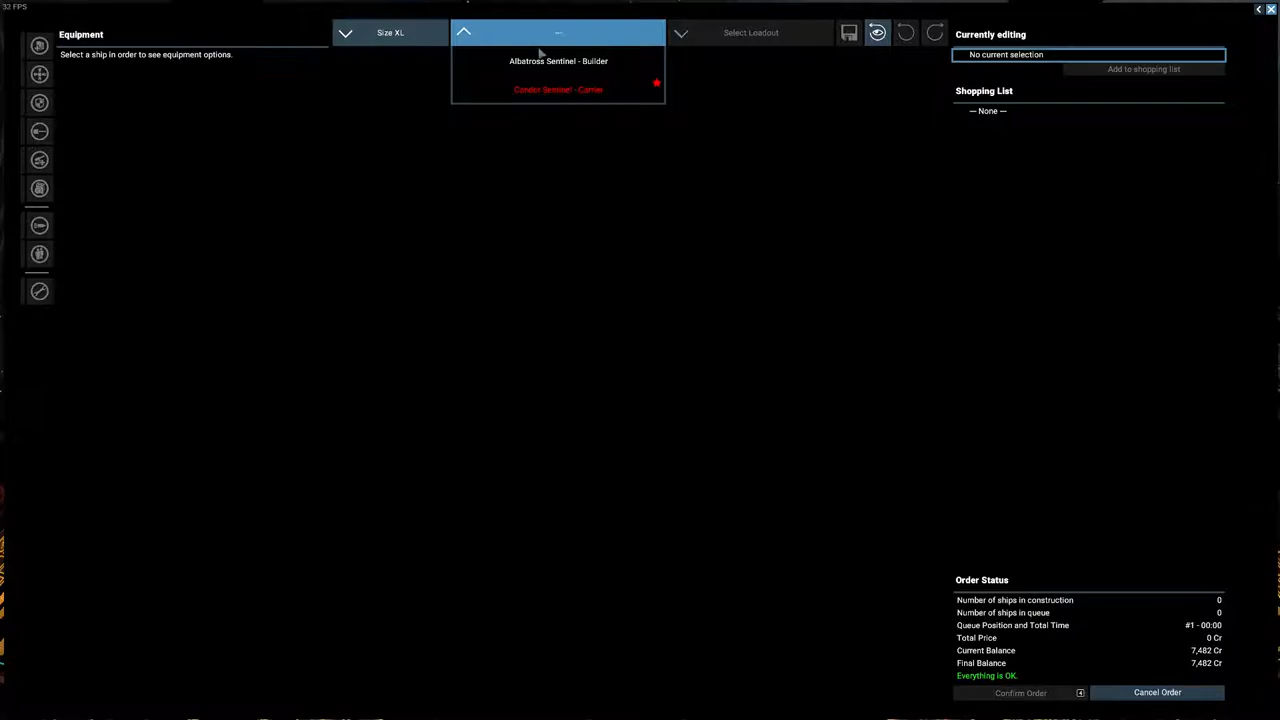 32 FPS
Equipment
Select a ship in order to see equipment options.
Size XL
---
Albatross Sentinel - Builder
Condor Sentinel - Carrier
Select Loadout
Currently editing
No current selection
Add to shopping list
Shopping List
— None —
Order Status
Number of ships in construction 0
Number of ships in queue 0
Queue Position and Total Time #1 - 00:00
Total Price 0 Cr
Current Balance 7,482 Cr
Final Balance 7,482 Cr
Everything is OK.
Confirm Order
Cancel Order